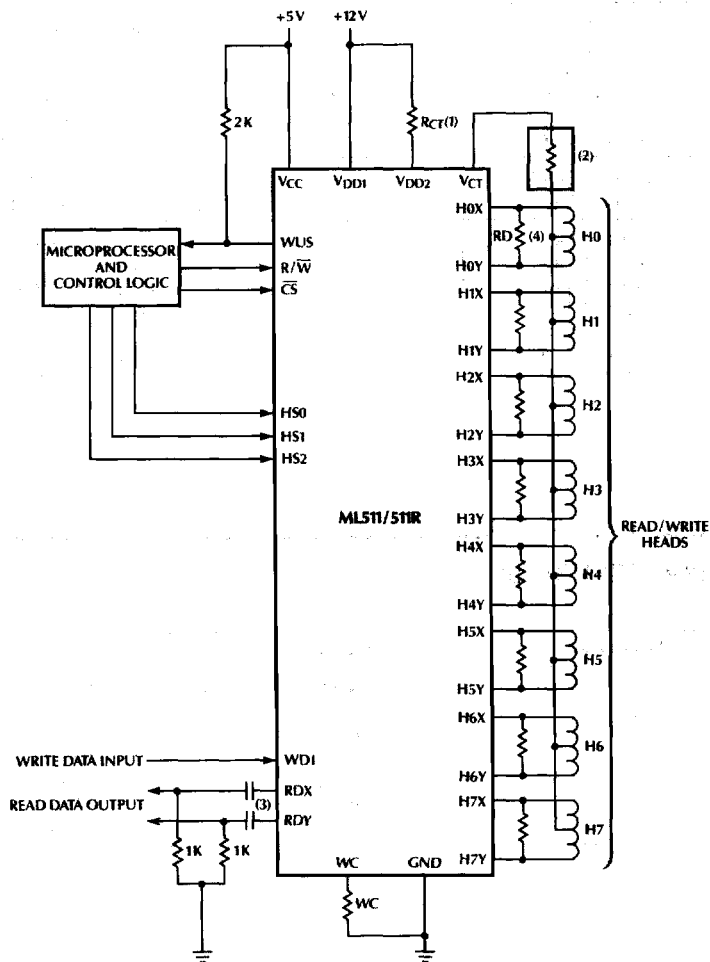 +5V
+12V
2K
RCT(1)
(2)
VCC
VDD1
VDD2
VCT
MICROPROCESSOR
AND
CONTROL LOGIC
WUS
R/W̅
C̅S̅
HS0
HS1
HS2
ML511/511R
H0X
RD
(4)
H0
H0Y
H1X
H1
H1Y
H2X
H2
H2Y
H3X
H3
H3Y
H4X
H4
H4Y
H5X
H5
H5Y
H6X
H6
H6Y
H7X
H7
H7Y
READ/WRITE
HEADS
WRITE DATA INPUT
WDI
READ DATA OUTPUT
RDX
(3)
RDY
1K
1K
WC
GND
WC